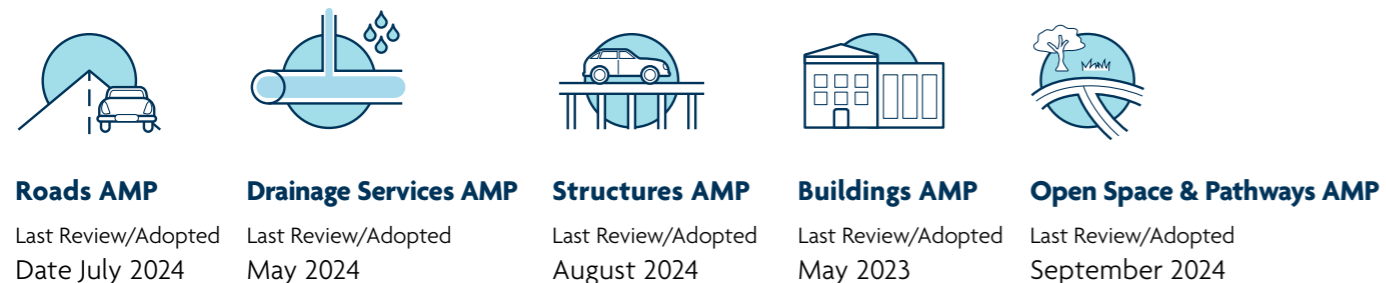 Roads AMP
Last Review/Adopted
Date July 2024
Drainage Services AMP
Last Review/Adopted
May 2024
Structures AMP
Last Review/Adopted
August 2024
Buildings AMP
Last Review/Adopted
May 2023
Open Space & Pathways AMP
Last Review/Adopted
September 2024